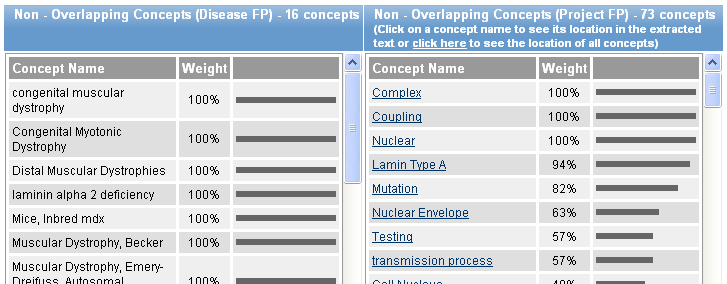 Non - Overlapping Concepts (Disease FP) - 16 concepts
Concept Name Weight
congenital muscular
dystrophy 100%
Congenital Myotonic
Dystrophy 100%
Distal Muscular Dystrophies 100%
laminin alpha 2 deficiency 100%
Mice, Inbred mdx 100%
Muscular Dystrophy, Becker 100%
Muscular Dystrophy, Emery-
Dreifuss, Autosomal 100%
Non - Overlapping Concepts (Project FP) - 73 concepts
(Click on a concept name to see its location in the extracted
text or click here to see the location of all concepts)
Concept Name Weight
Complex 100%
Coupling 100%
Nuclear 100%
Lamin Type A 94%
Mutation 82%
Nuclear Envelope 63%
Testing 57%
transmission process 57%
Cell Nucleus